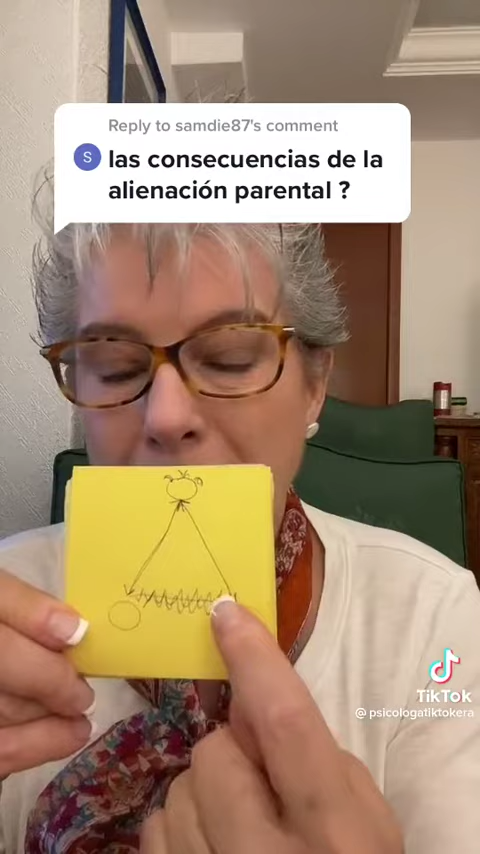 Reply to samdie87's comment
S
las consecuencias de la
alienación parental ?
TikTok
@psicologatiktokera